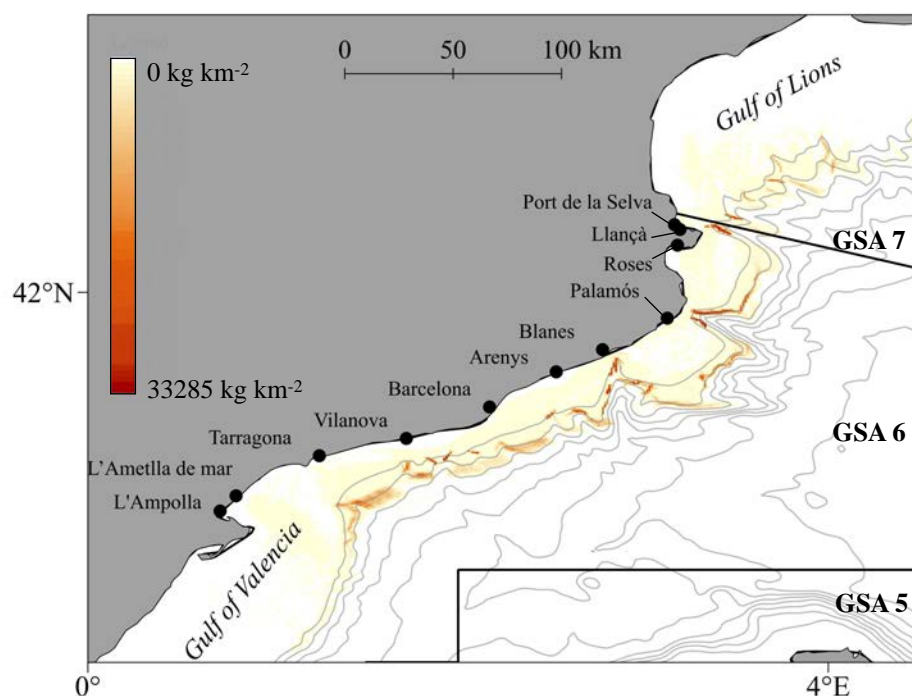 0 50 100 km
0 kg km-2
33285 kg km-2
Gulf of Lions
Port de la Selva
Llançà
GSA 7
Roses
42°N
Palamós
Blanes
Arenys
Barcelona
Vilanova
GSA 6
Tarragona
L'Ametlla de mar
L'Ampolla
Gulf of Valencia
GSA 5
0°
4°E